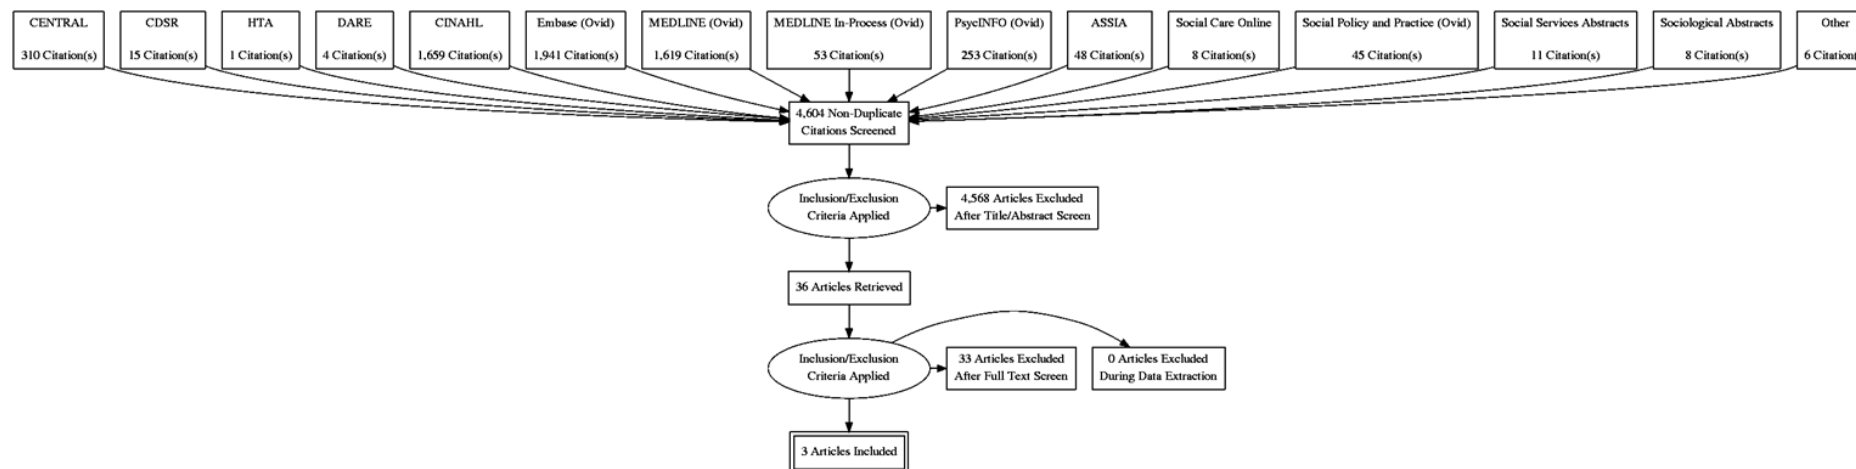 CENTRAL
310 Citation(s)
CDSR
15 Citation(s)
HTA
1 Citation(s)
DARE
4 Citation(s)
CINAHL
1,659 Citation(s)
Embase (Ovid)
1,941 Citation(s)
MEDLINE (Ovid)
1,619 Citation(s)
MEDLINE In-Process (Ovid)
53 Citation(s)
PsycINFO (Ovid)
253 Citation(s)
ASSIA
48 Citation(s)
Social Care Online
8 Citation(s)
Social Policy and Practice (Ovid)
45 Citation(s)
Social Services Abstracts
11 Citation(s)
Sociological Abstracts
8 Citation(s)
Other
6 Citation(
4,604 Non-Duplicate
Citations Screened
Inclusion/Exclusion
Criteria Applied
4,568 Articles Excluded
After Title/Abstract Screen
36 Articles Retrieved
Inclusion/Exclusion
Criteria Applied
33 Articles Excluded
After Full Text Screen
0 Articles Excluded
During Data Extraction
3 Articles Included